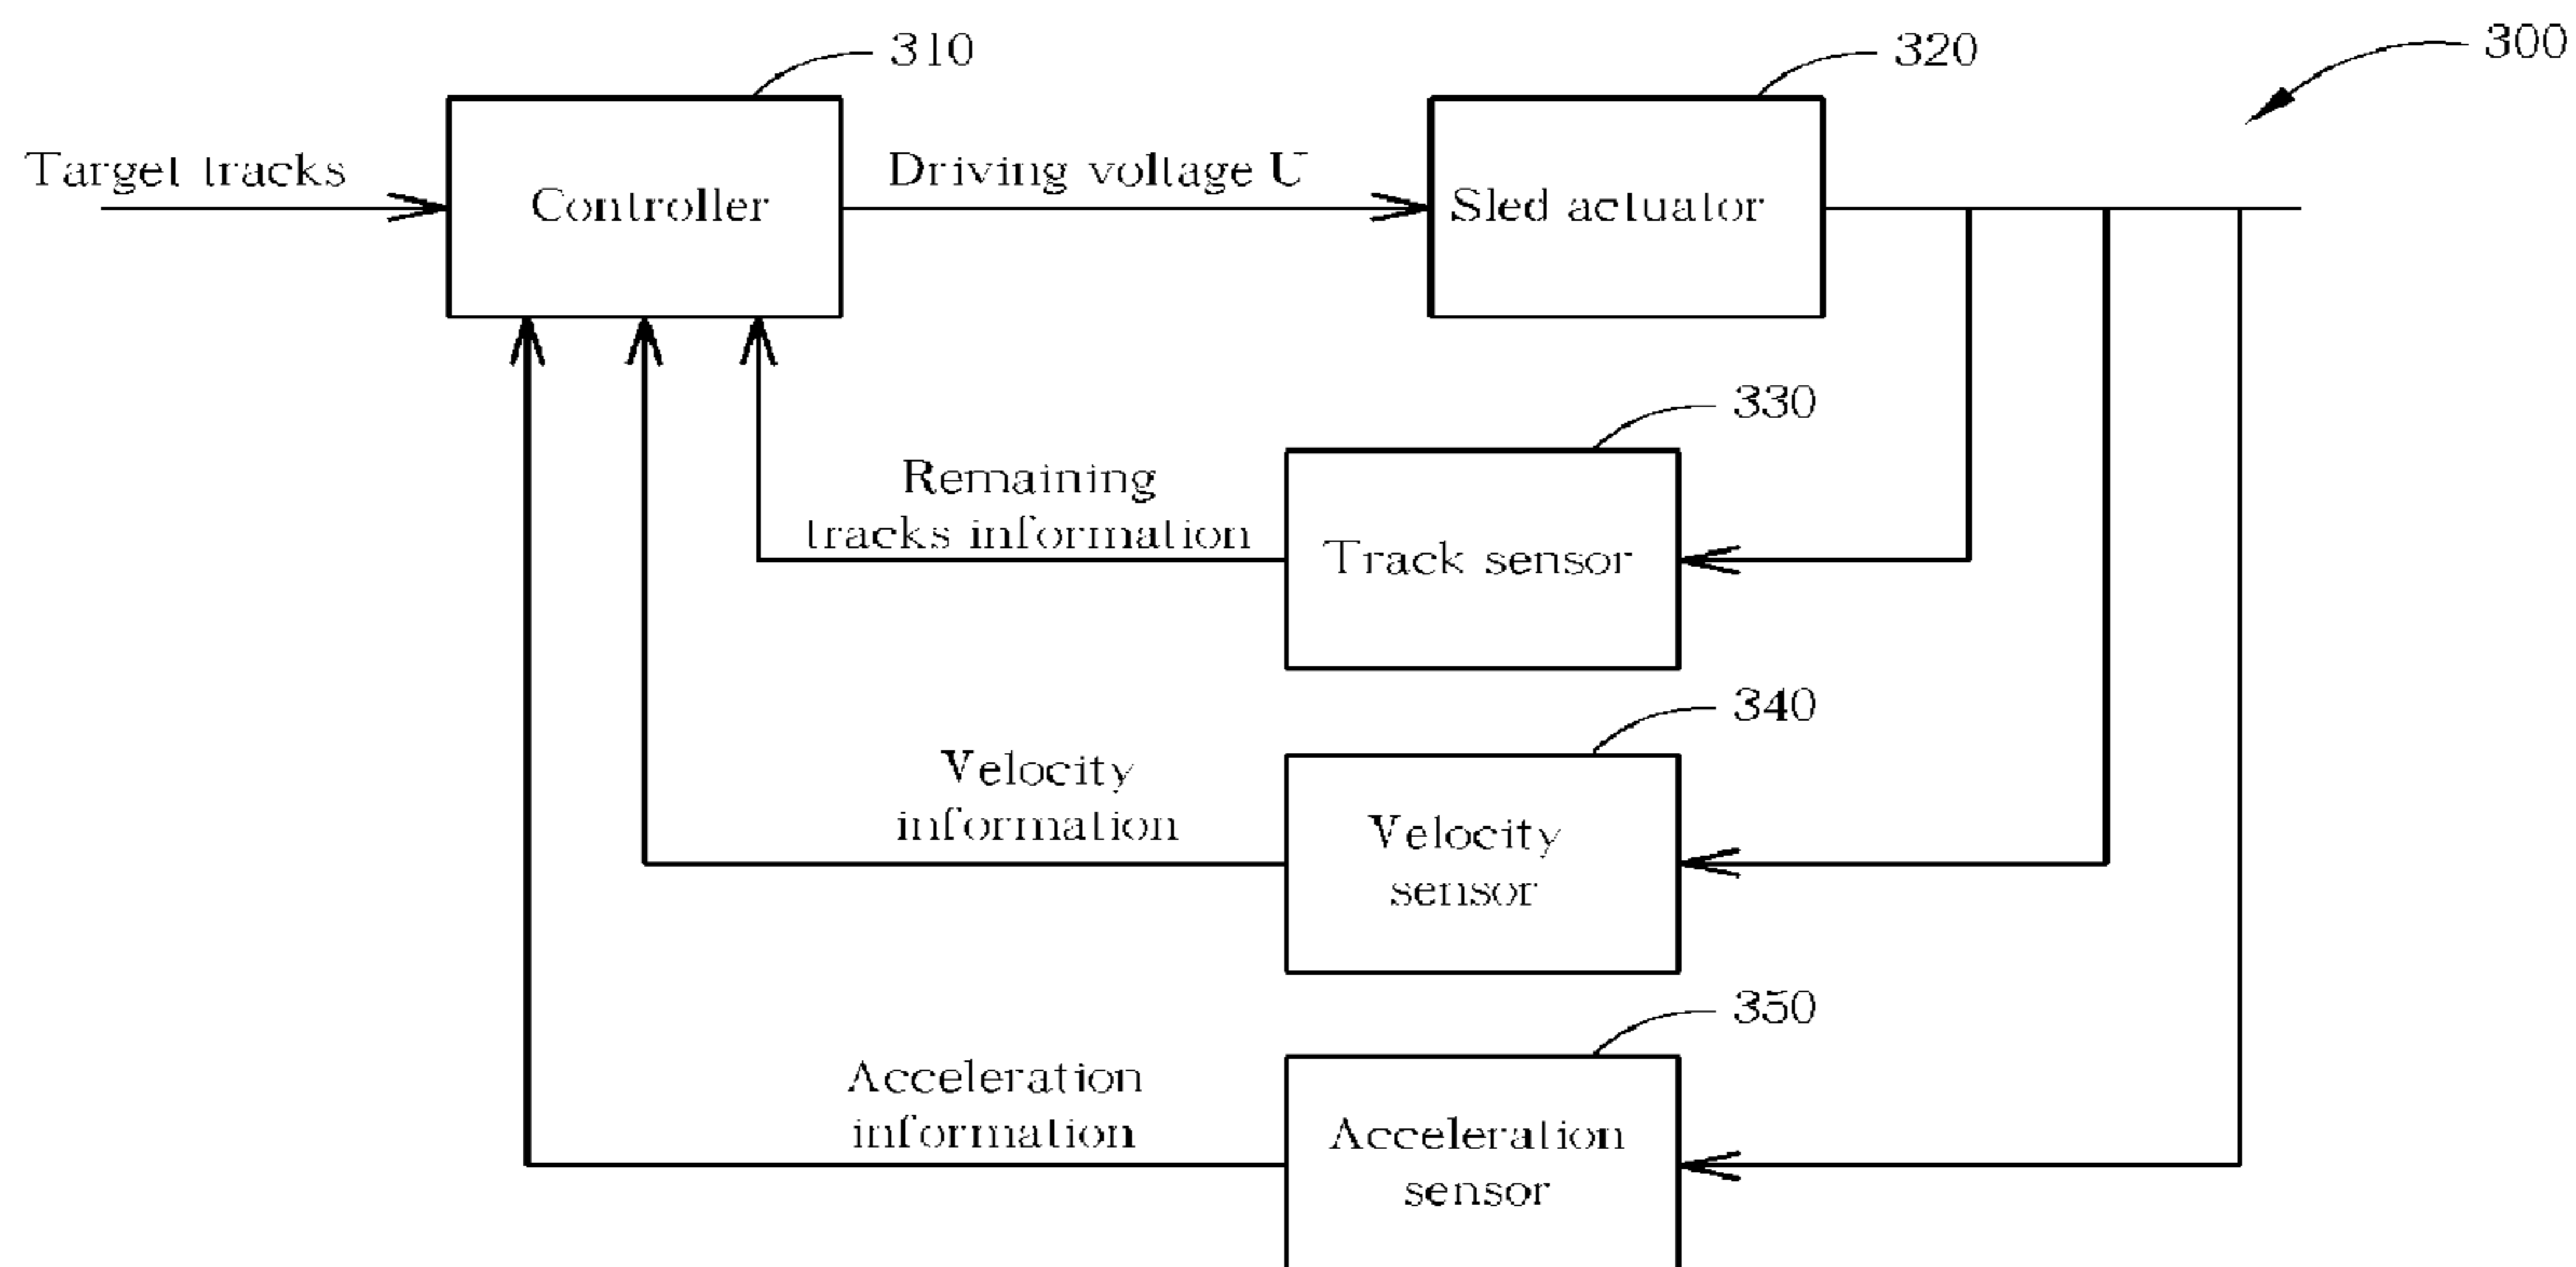 310
320
300
Target tracks
Driving voltage U
Controller
Sled actuator
330
Remaining
tracks information
Track sensor
340
Velocity
information
Velocity
sensor
350
Acceleration
information
Acceleration
sensor